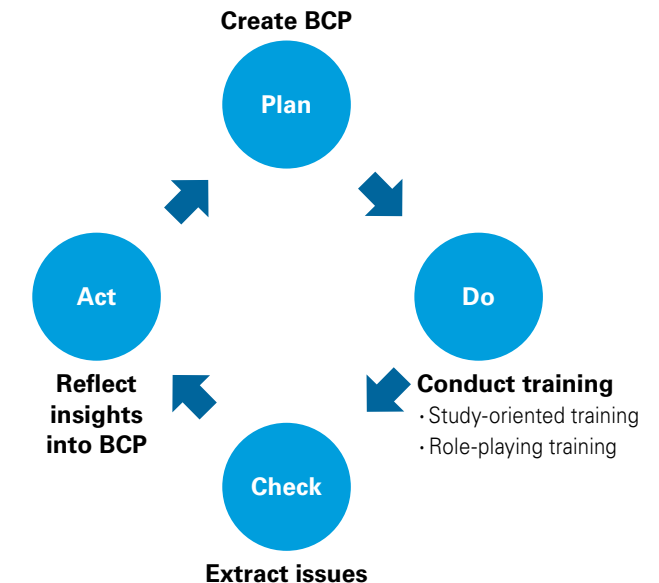 Create BCP
Plan
Act
Do
Reflect
insights
into BCP
Conduct training
・Study-oriented training
・Role-playing training
Check
Extract issues